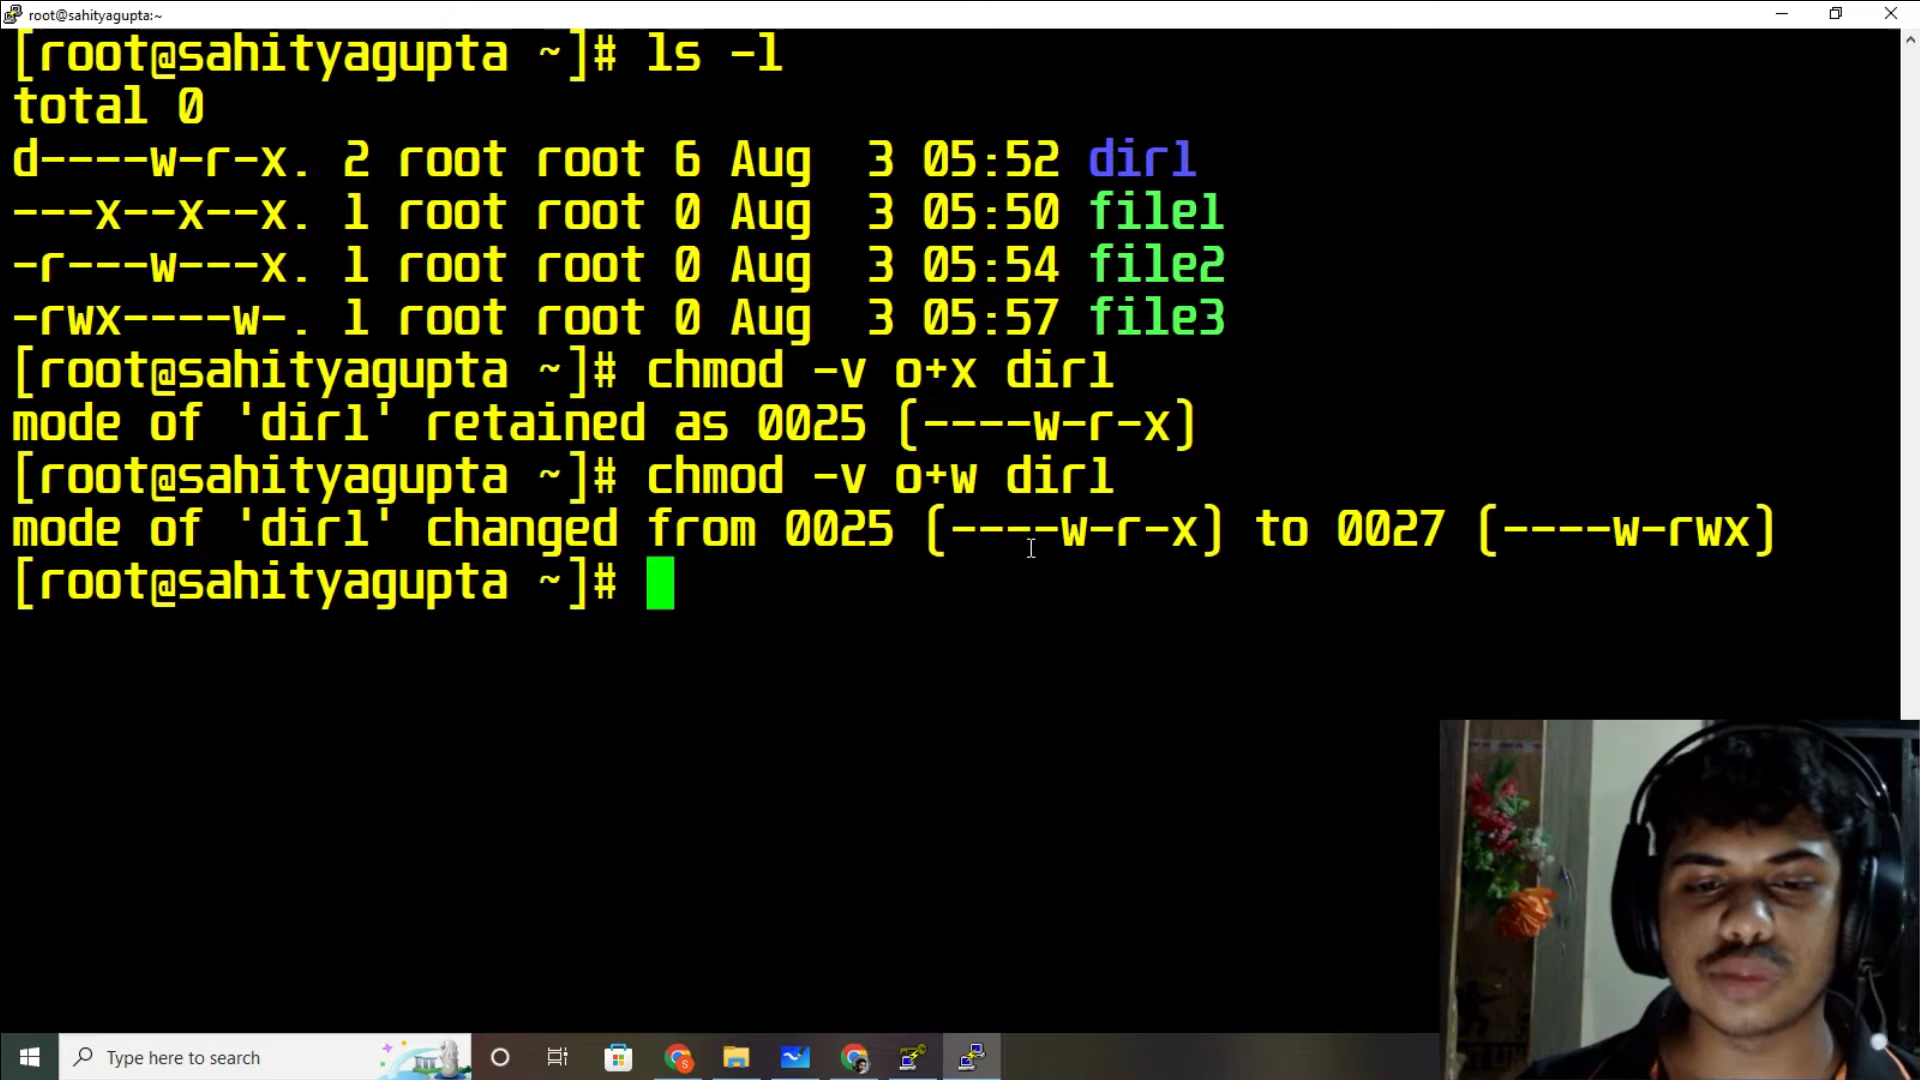 root@sahityagupta:~
[root@sahityagupta ~]# ls -l
total 0
d----w-r-x. 2 root root 6 Aug  3 05:52 dir1
---x--x--x. 1 root root 0 Aug  3 05:50 file1
-r---w---x. 1 root root 0 Aug  3 05:54 file2
-rwx----w-. 1 root root 0 Aug  3 05:57 file3
[root@sahityagupta ~]# chmod -v o+x dir1
mode of 'dir1' retained as 0025 (----w-r-x)
[root@sahityagupta ~]# chmod -v o+w dir1
mode of 'dir1' changed from 0025 (----w-r-x) to 0027 (----w-rwx)
[root@sahityagupta ~]#
Type here to search